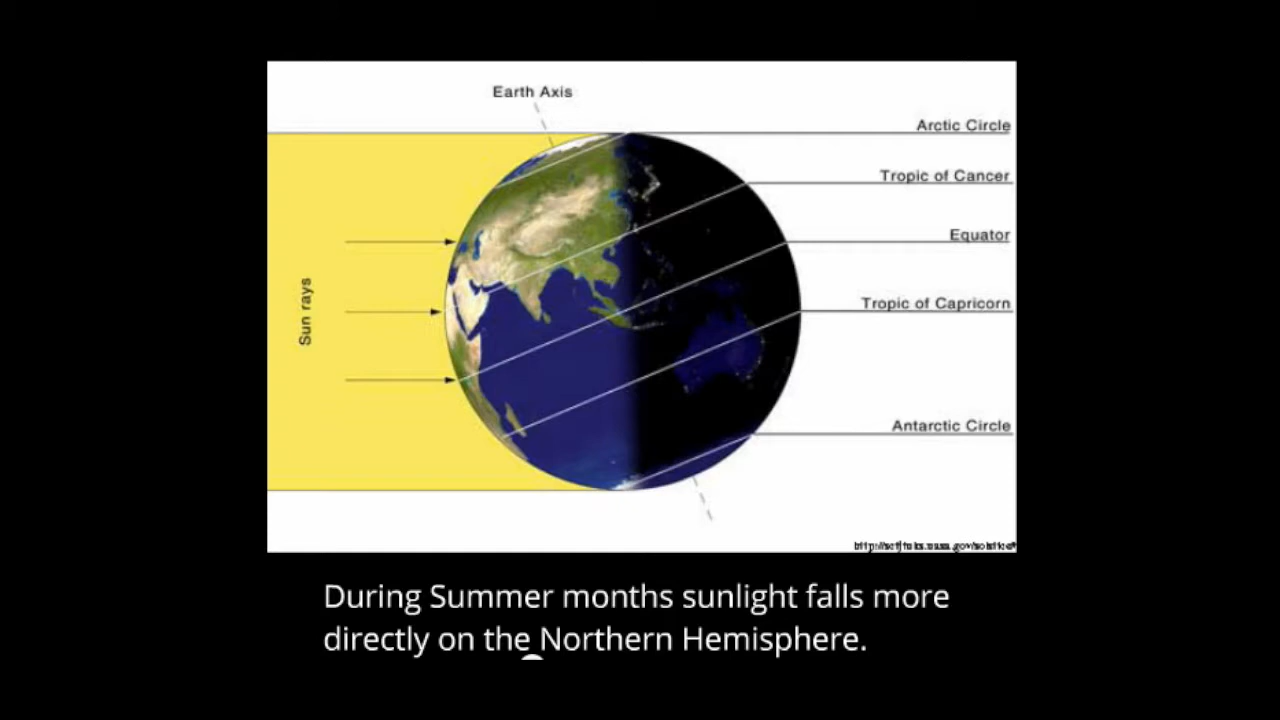 Earth Axis
Arctic Circle
Tropic of Cancer
Equator
Tropic of Capricorn
Sun rays
Antarctic Circle
During Summer months sunlight falls more
directly on the Northern Hemisphere.